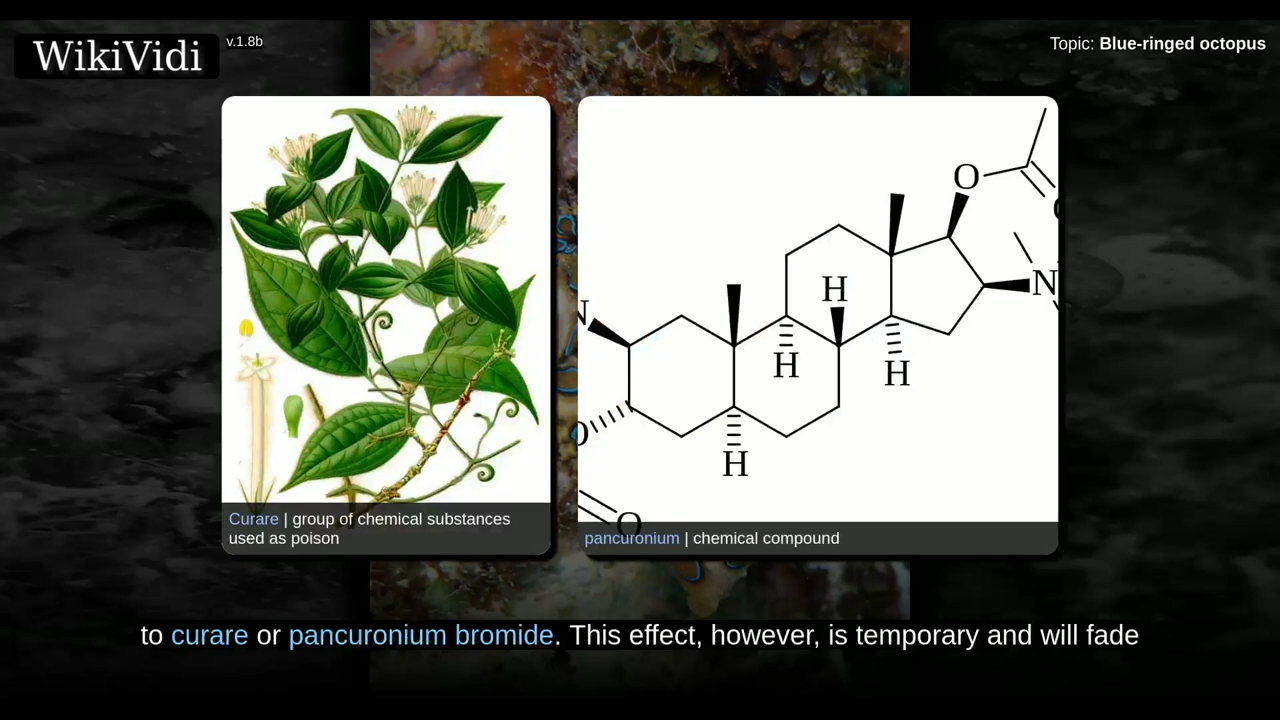 WikiVidi
v.1.8b
Topic: Blue-ringed octopus
O
H
N
H
H
H
O
Curare | group of chemical substances
used as poison
pancuronium | chemical compound
to curare or pancuronium bromide. This effect, however, is temporary and will fade